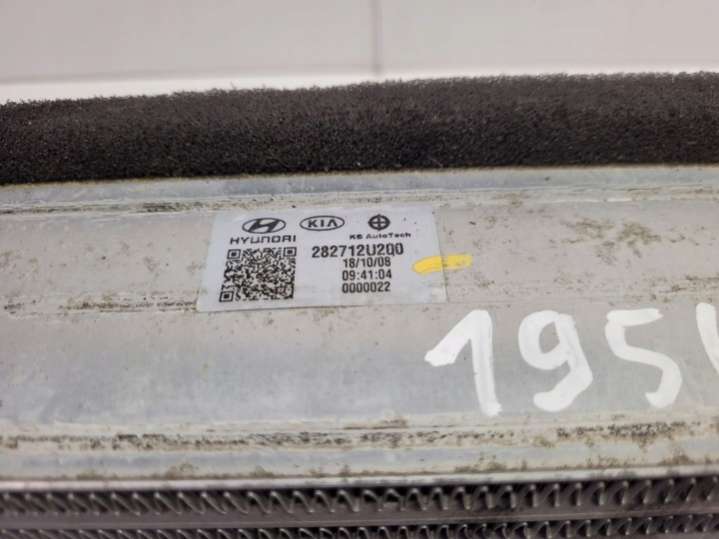 HYUNDAI KIA KB AutoTech
282712U200
18/10/08
09:41:04
0000022
195